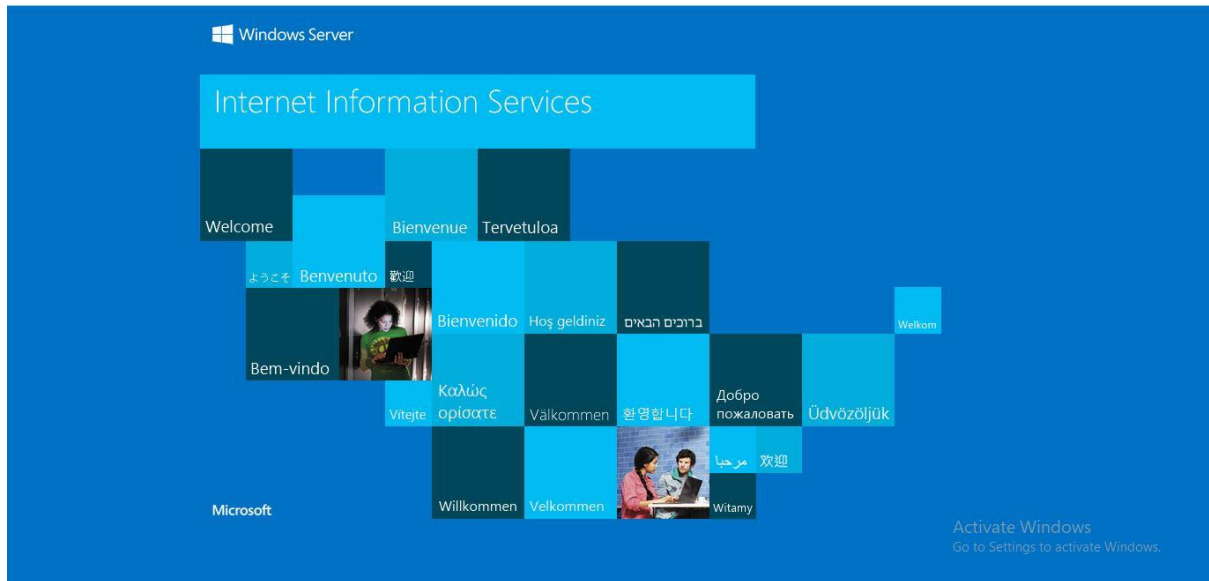 Windows Server
Internet Information Services
Welcome
Bienvenue
Tervetuloa
ようこそ
Benvenuto
歡迎
Bienvenido
Hoş geldiniz
ברוכים הבאים
Welkom
Bem-vindo
Vítejte
Καλώς
ορίσατε
Välkommen
환영합니다
Добро
пожаловать
Üdvözöljük
مرحبا
欢迎
Microsoft
Willkommen
Velkommen
Witamy
Activate Windows
Go to Settings to activate Windows.